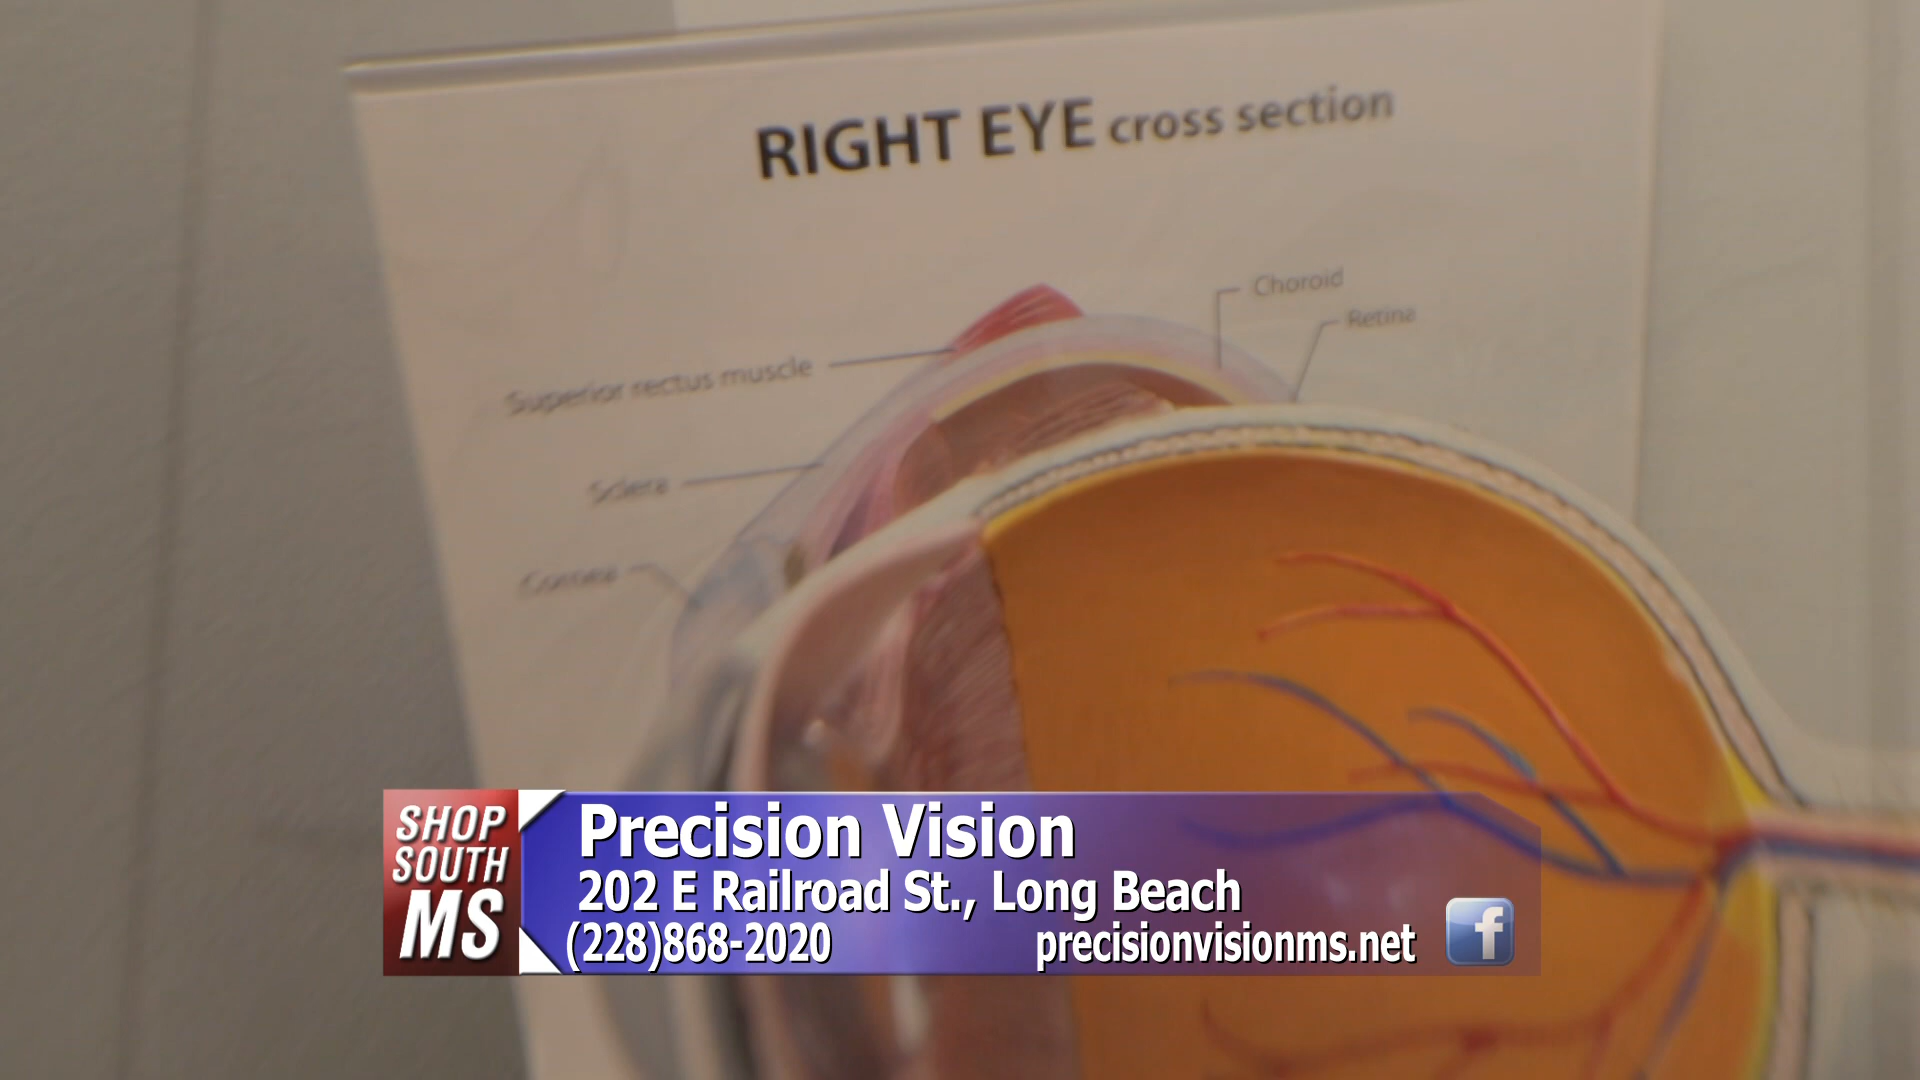 RIGHT EYE cross section
Choroid
Retina
Superior rectus muscle
Sclera
Cornea
SHOP
SOUTH
MS
Precision Vision
202 E Railroad St., Long Beach
(228)868-2020 precisionvisionms.net
f